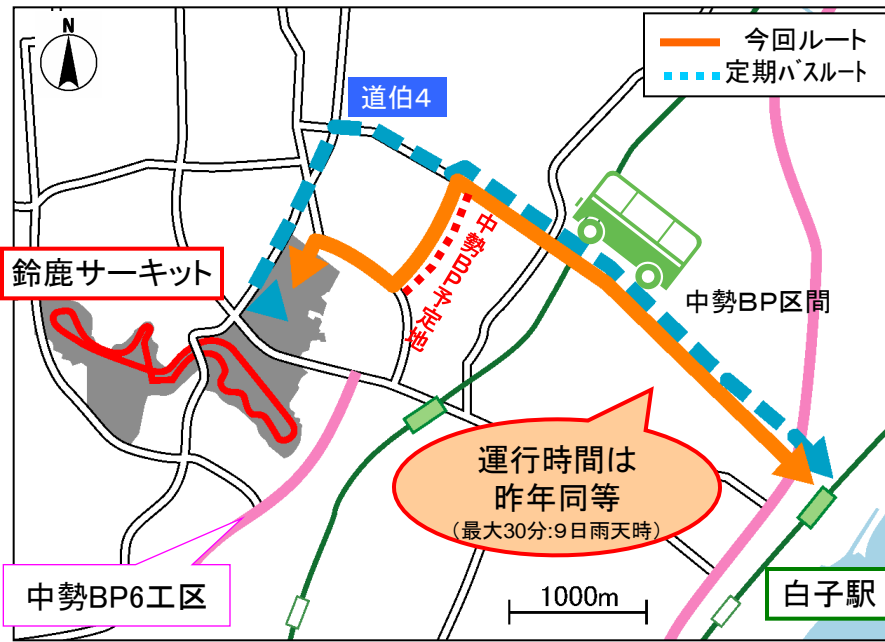 N
今回ルート
定期バスルート
道伯4
鈴鹿サーキット
中勢BP予定地
中勢BP区間
運行時間は
昨年同等
(最大30分:9日雨天時)
中勢BP6工区
1000m
白子駅